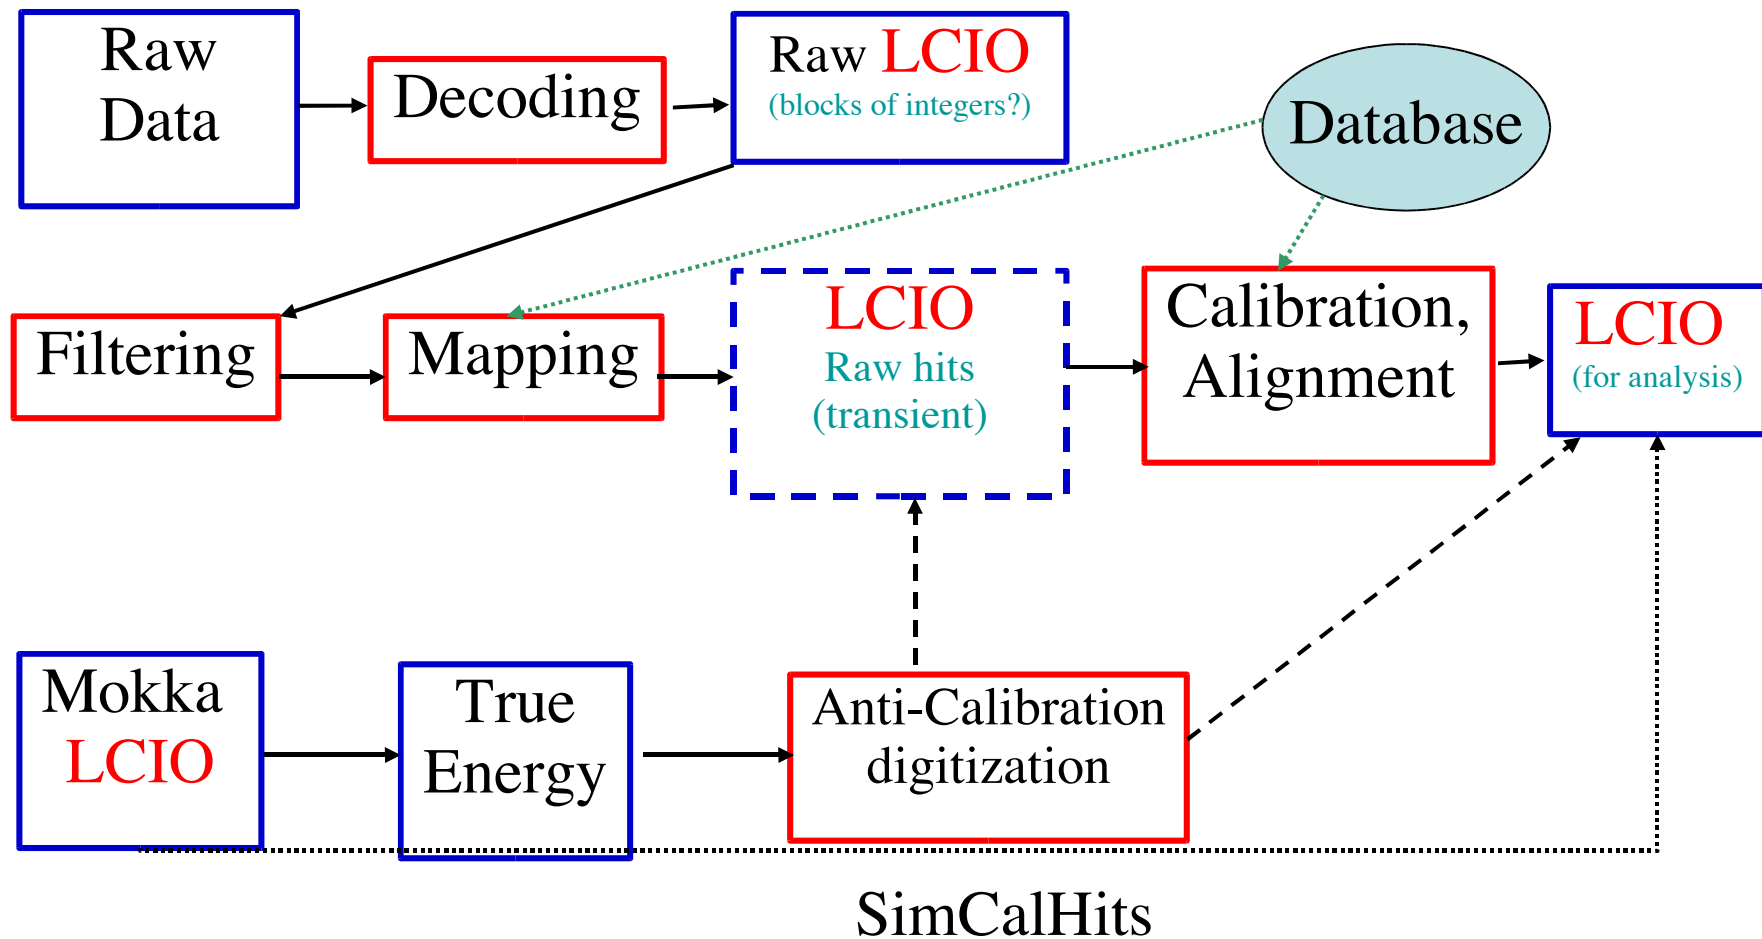 Raw
Data
Decoding
Raw LCIO
(blocks of integers?)
Database
Filtering
Mapping
LCIO
Raw hits
(transient)
Calibration,
Alignment
LCIO
(for analysis)
Mokka
LCIO
True
Energy
Anti-Calibration
digitization
SimCalHits